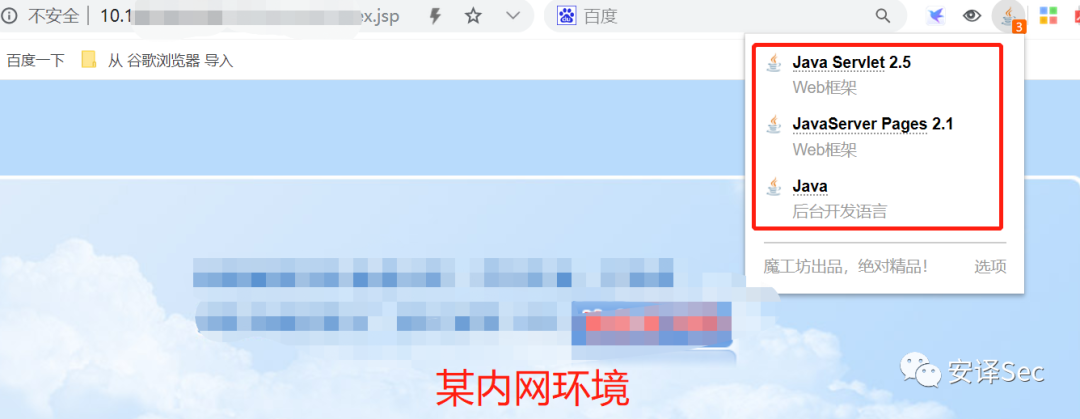 不安全 10.1 ex.jsp 百度
3
百度一下 从 谷歌浏览器 导入
Java Servlet 2.5
Web框架
JavaServer Pages 2.1
Web框架
Java
后台开发语言
魔工坊出品，绝对精品！ 选项
某内网环境
安译Sec